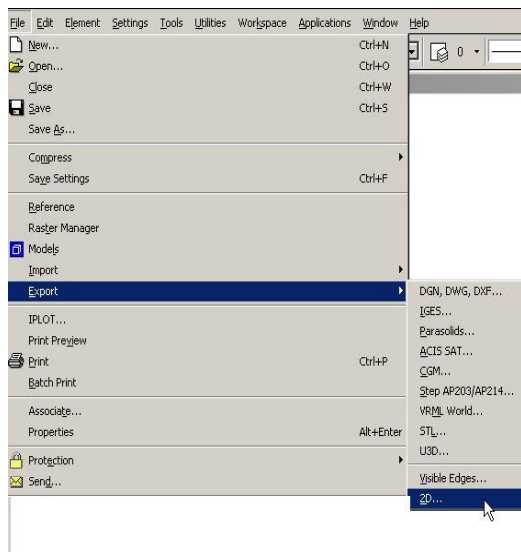 File Edit Element Settings Tools Utilities Workspace Applications Window Help
New... Ctrl+N
0
Open... Ctrl+O
Close Ctrl+W
Save Ctrl+S
Save As...
Compress
Save Settings Ctrl+F
Reference
Raster Manager
Models
Import
Export
IPLOT...
Print Preview
Print Ctrl+P
Batch Print
Associate...
Properties Alt+Enter
Protection
Send...
DGN, DWG, DXF...
IGES...
Parasolids...
ACIS SAT...
CGM...
Step AP203/AP214...
VRML World...
STL...
U3D...
Visible Edges...
2D...